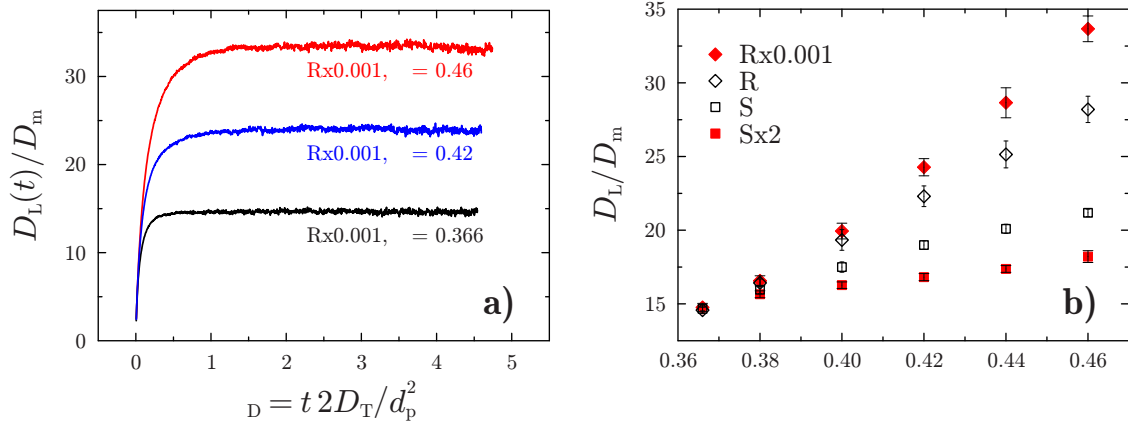 D_L(t)/D_m
30
20
10
0
Rx0.001, = 0.46
Rx0.001, = 0.42
Rx0.001, = 0.366
a)
0 1 2 3 4 5
_D = t 2D_T/d_p^2
D_L/D_m
35
30
25
20
15
Rx0.001
R
S
Sx2
b)
0.36 0.38 0.40 0.42 0.44 0.46